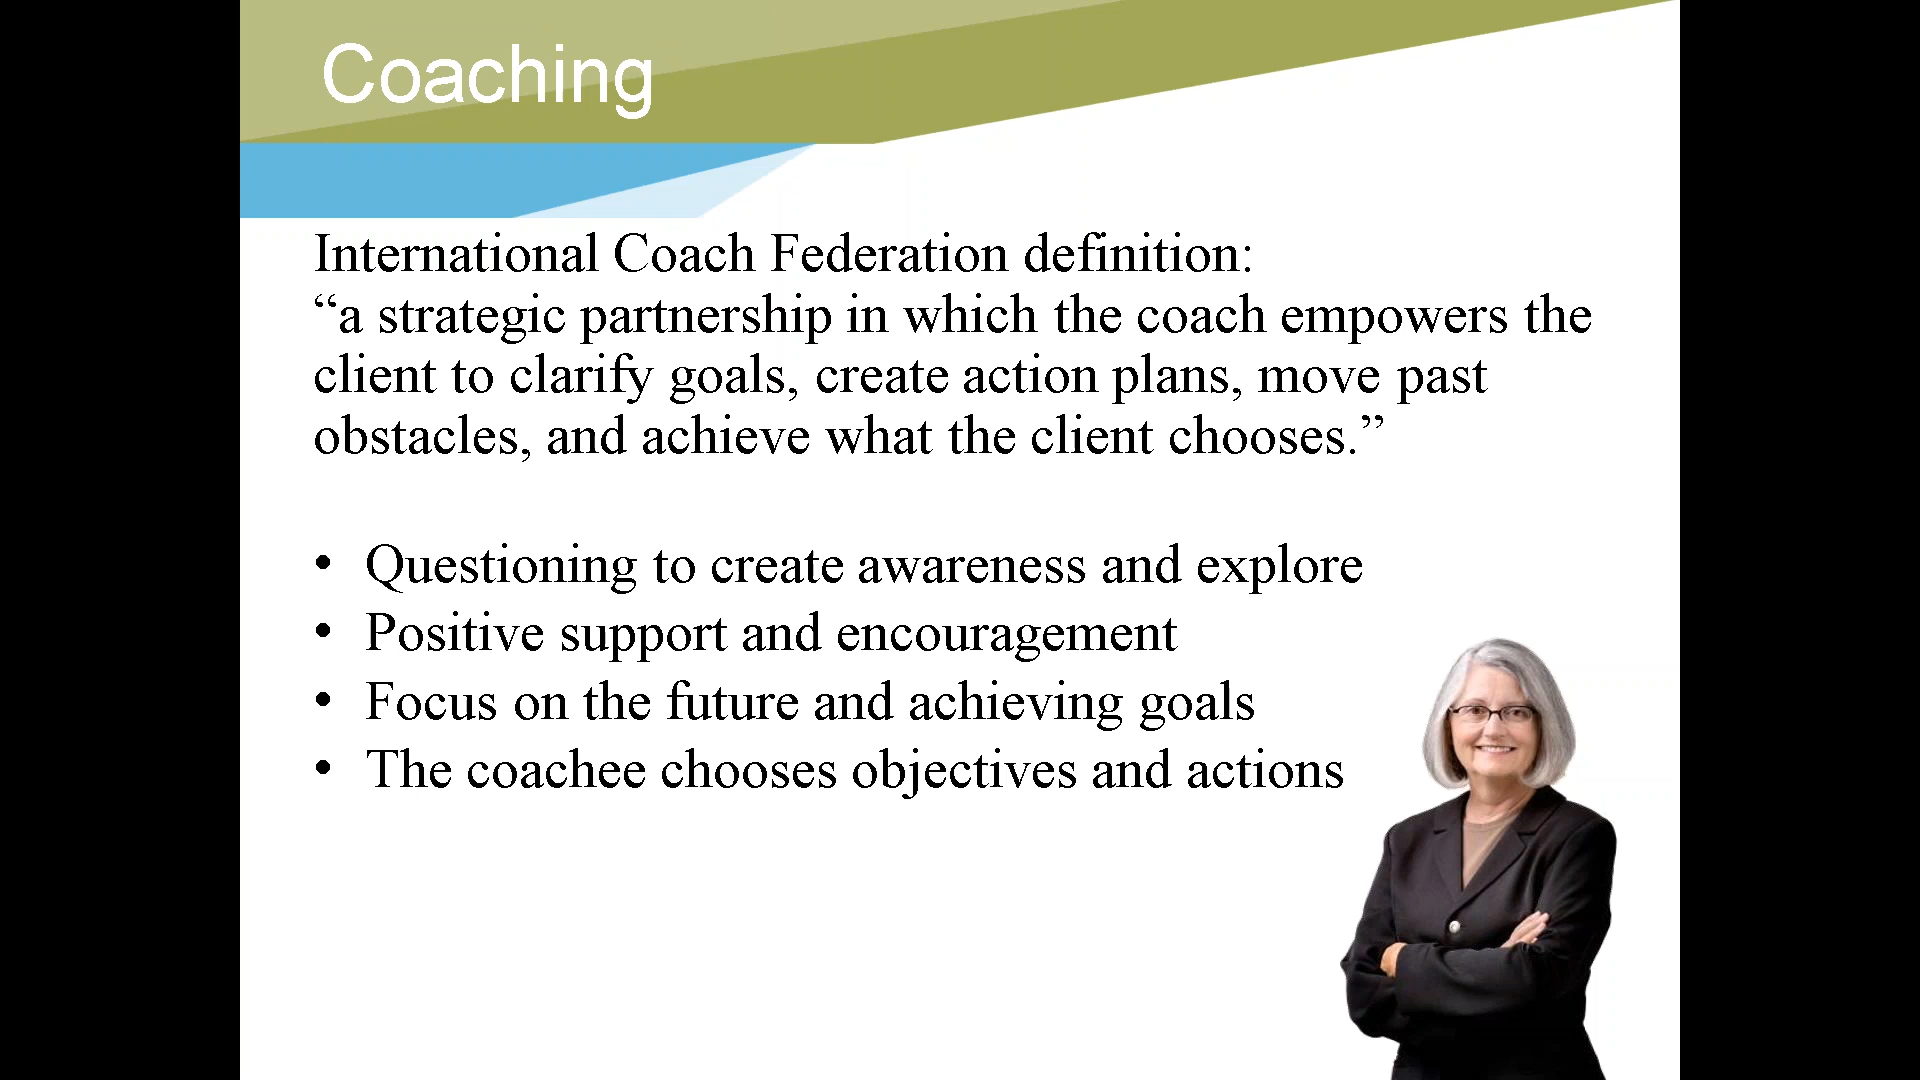 Coaching
International Coach Federation definition:
“a strategic partnership in which the coach empowers the
client to clarify goals, create action plans, move past
obstacles, and achieve what the client chooses.”
• Questioning to create awareness and explore
• Positive support and encouragement
• Focus on the future and achieving goals
• The coachee chooses objectives and actions